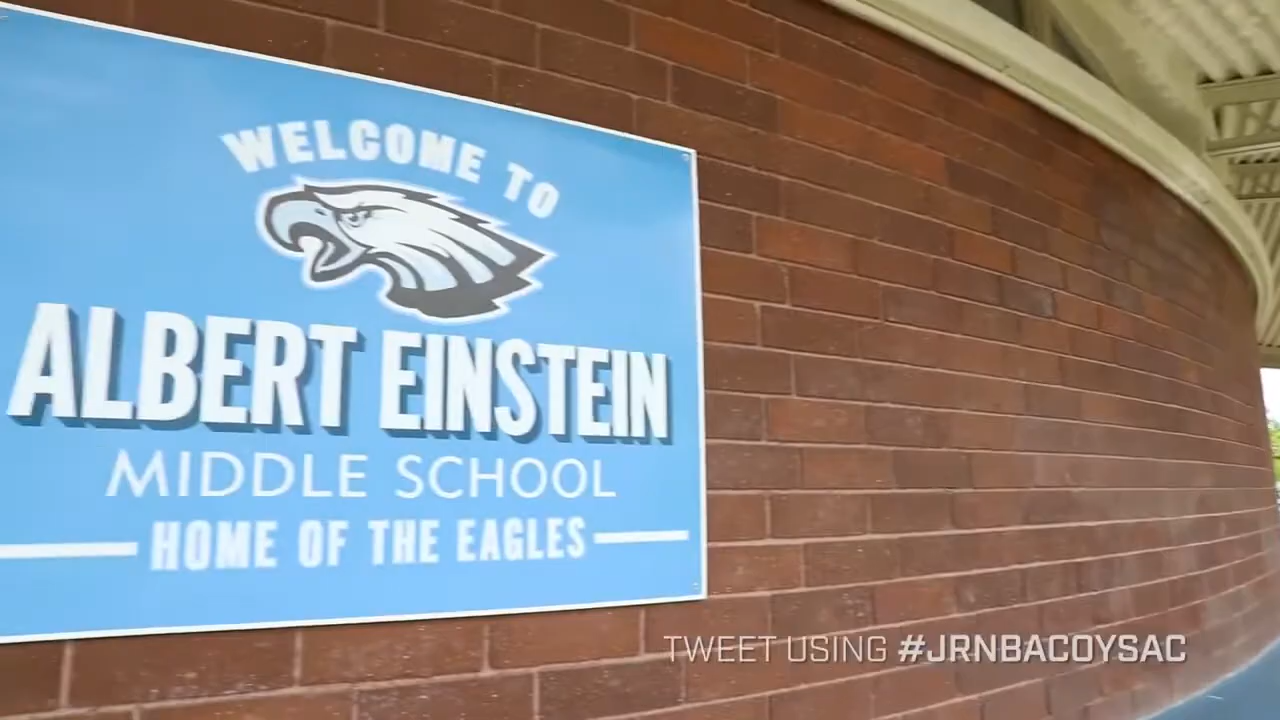 WELCOME TO
ALBERT EINSTEIN
MIDDLE SCHOOL
HOME OF THE EAGLES
TWEET USING #JRNBACOYSAC